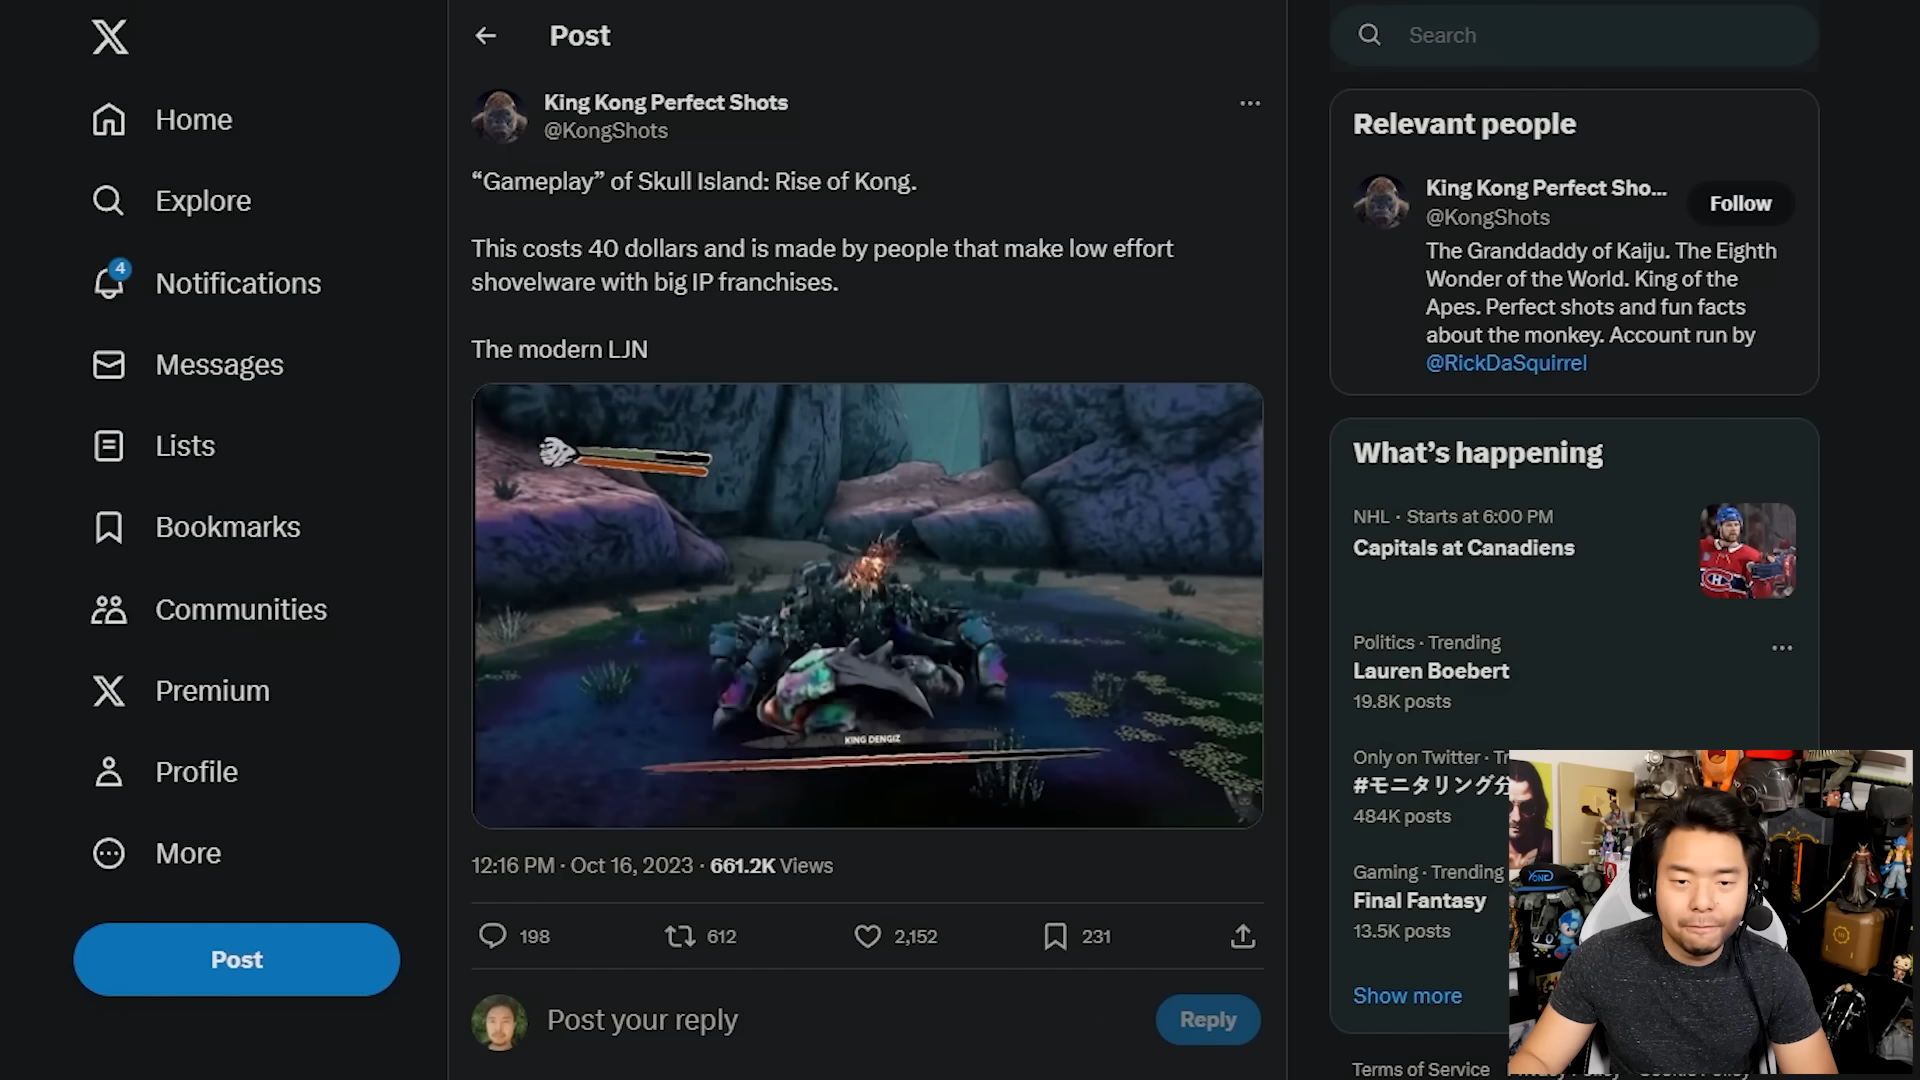 Home
Explore
4
Notifications
Messages
Lists
Bookmarks
Communities
Premium
Profile
More
Post
Post
King Kong Perfect Shots
@KongShots
“Gameplay” of Skull Island: Rise of Kong.
This costs 40 dollars and is made by people that make low effort
shovelware with big IP franchises.
The modern LJN
KING DENGIZ
12:16 PM · Oct 16, 2023 · 661.2K Views
198
612
2,152
231
Post your reply
Reply
Search
Relevant people
King Kong Perfect Sho...
@KongShots
Follow
The Granddaddy of Kaiju. The Eighth
Wonder of the World. King of the
Apes. Perfect shots and fun facts
about the monkey. Account run by
@RickDaSquirrel
What’s happening
NHL · Starts at 6:00 PM
Capitals at Canadiens
Politics · Trending
Lauren Boebert
19.8K posts
Only on Twitter · Tr
#モニタリング分
484K posts
Gaming · Trending
Final Fantasy
13.5K posts
Show more
Terms of Service